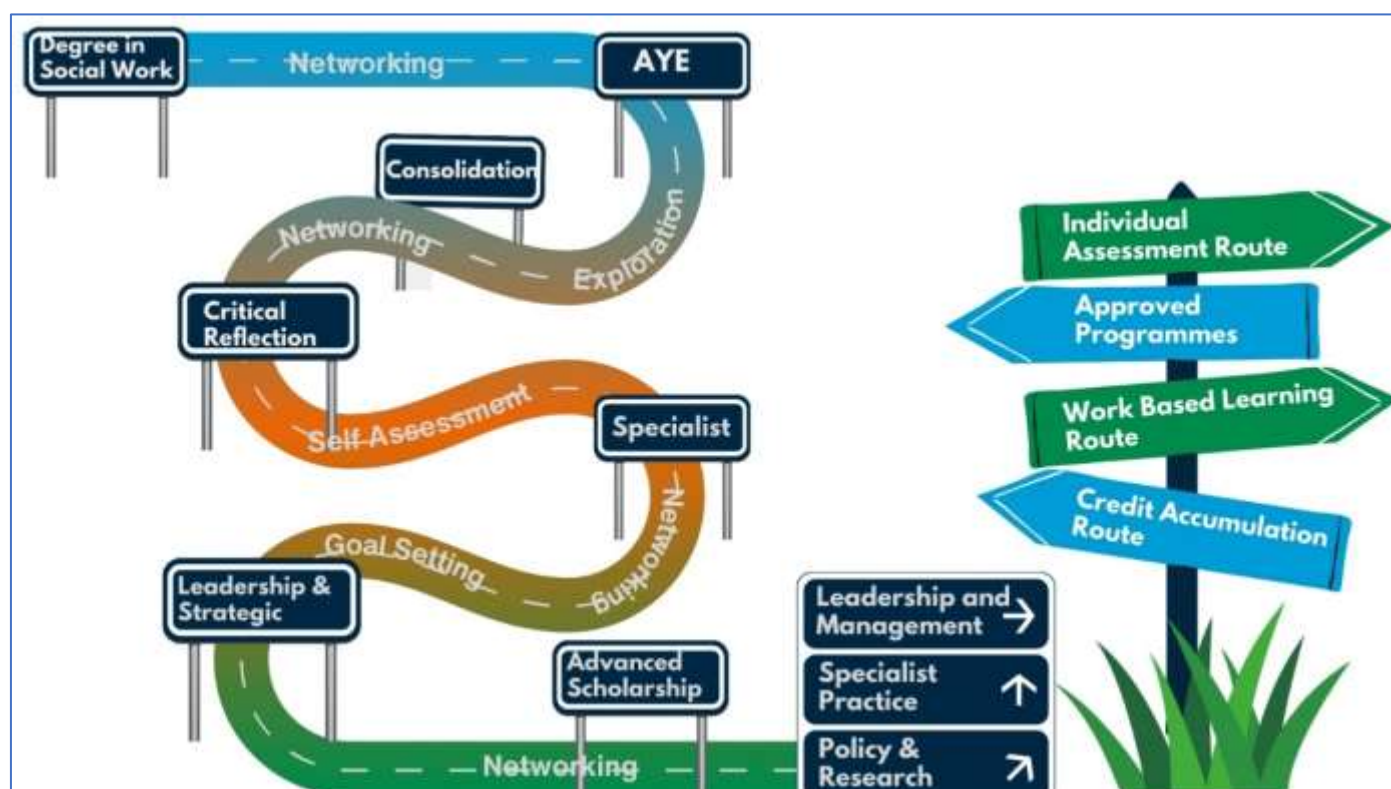 Degree in
Social Work
Networking
AYE
Consolidation
Networking
Exploration
Critical
Reflection
Self Assessment
Specialist
Networking
Goal Setting
Leadership &
Strategic
Advanced
Scholarship
Networking
Individual
Assessment Route
Approved
Programmes
Work Based Learning
Route
Credit Accumulation
Route
Leadership and
Management
Specialist
Practice
Policy &
Research